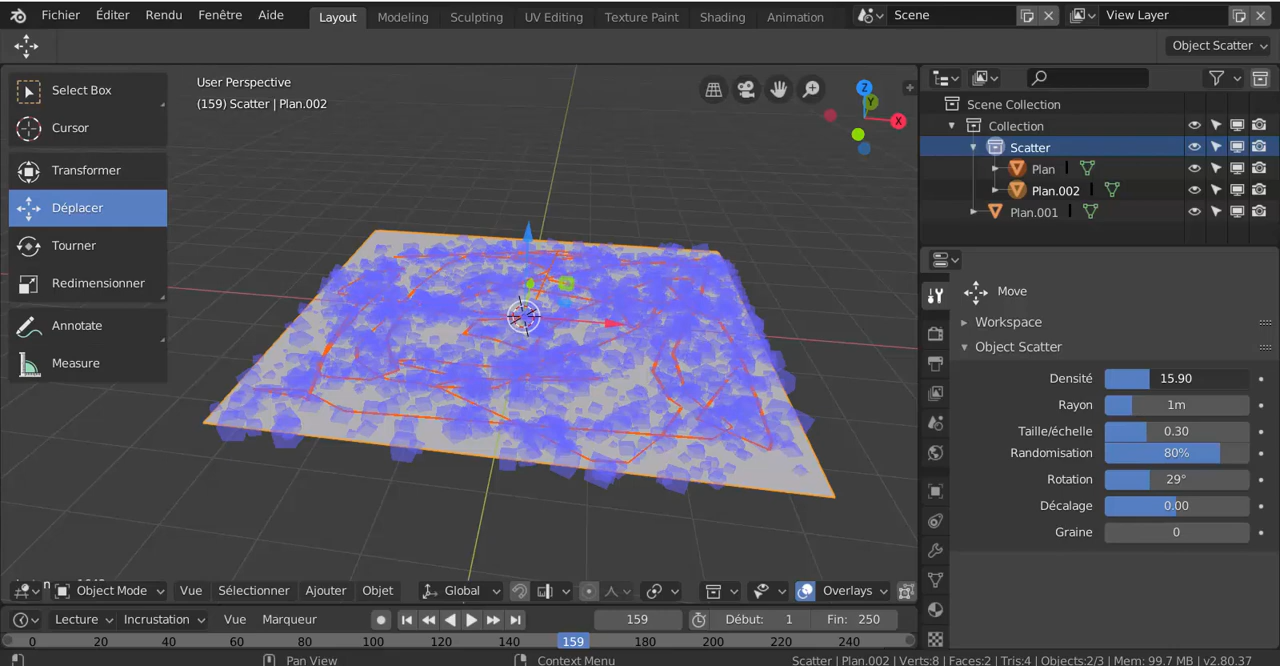 Fichier Éditer Rendu Fenêtre Aide Layout Modeling Sculpting UV Editing Texture Paint Shading Animation Scene View Layer
Object Scatter
User Perspective
(159) Scatter | Plan.002
Select Box
Cursor
Transformer
Déplacer
Tourner
Redimensionner
Annotate
Measure
Z
Y
X
Scene Collection
Collection
Scatter
Plan
Plan.002
Plan.001
Move
Workspace
Object Scatter
Densité 15.90
Rayon 1m
Taille/échelle 0.30
Randomisation 80%
Rotation 29°
Décalage 0.00
Graine 0
Object Mode Vue Sélectionner Ajouter Objet Global Overlays
Lecture Incrustation Vue Marqueur 159 Début: 1 Fin: 250
0 20 40 60 80 100 120 140 159 180 200 220 240
Pan View Context Menu Scatter | Plan.002 | Verts:8 | Faces:2 | Tris:4 | Objects:2/3 | Mem: 99.7 MB | v2.80.37